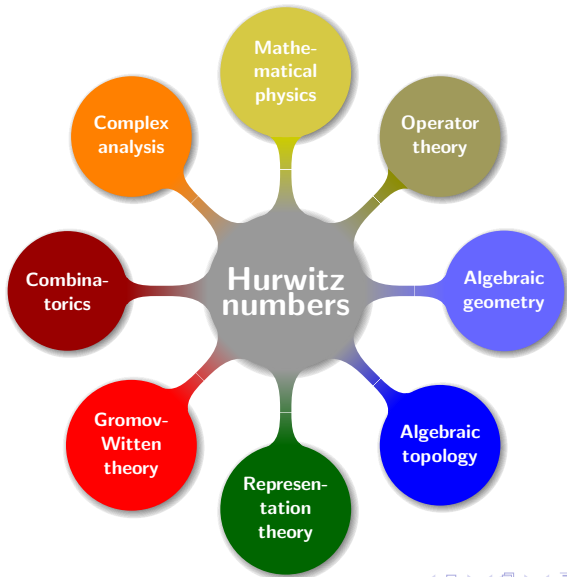 Mathe-
matical
physics
Complex
analysis
Operator
theory
Combina-
torics
Hurwitz
numbers
Algebraic
geometry
Gromov-
Witten
theory
Algebraic
topology
Represen-
tation
theory